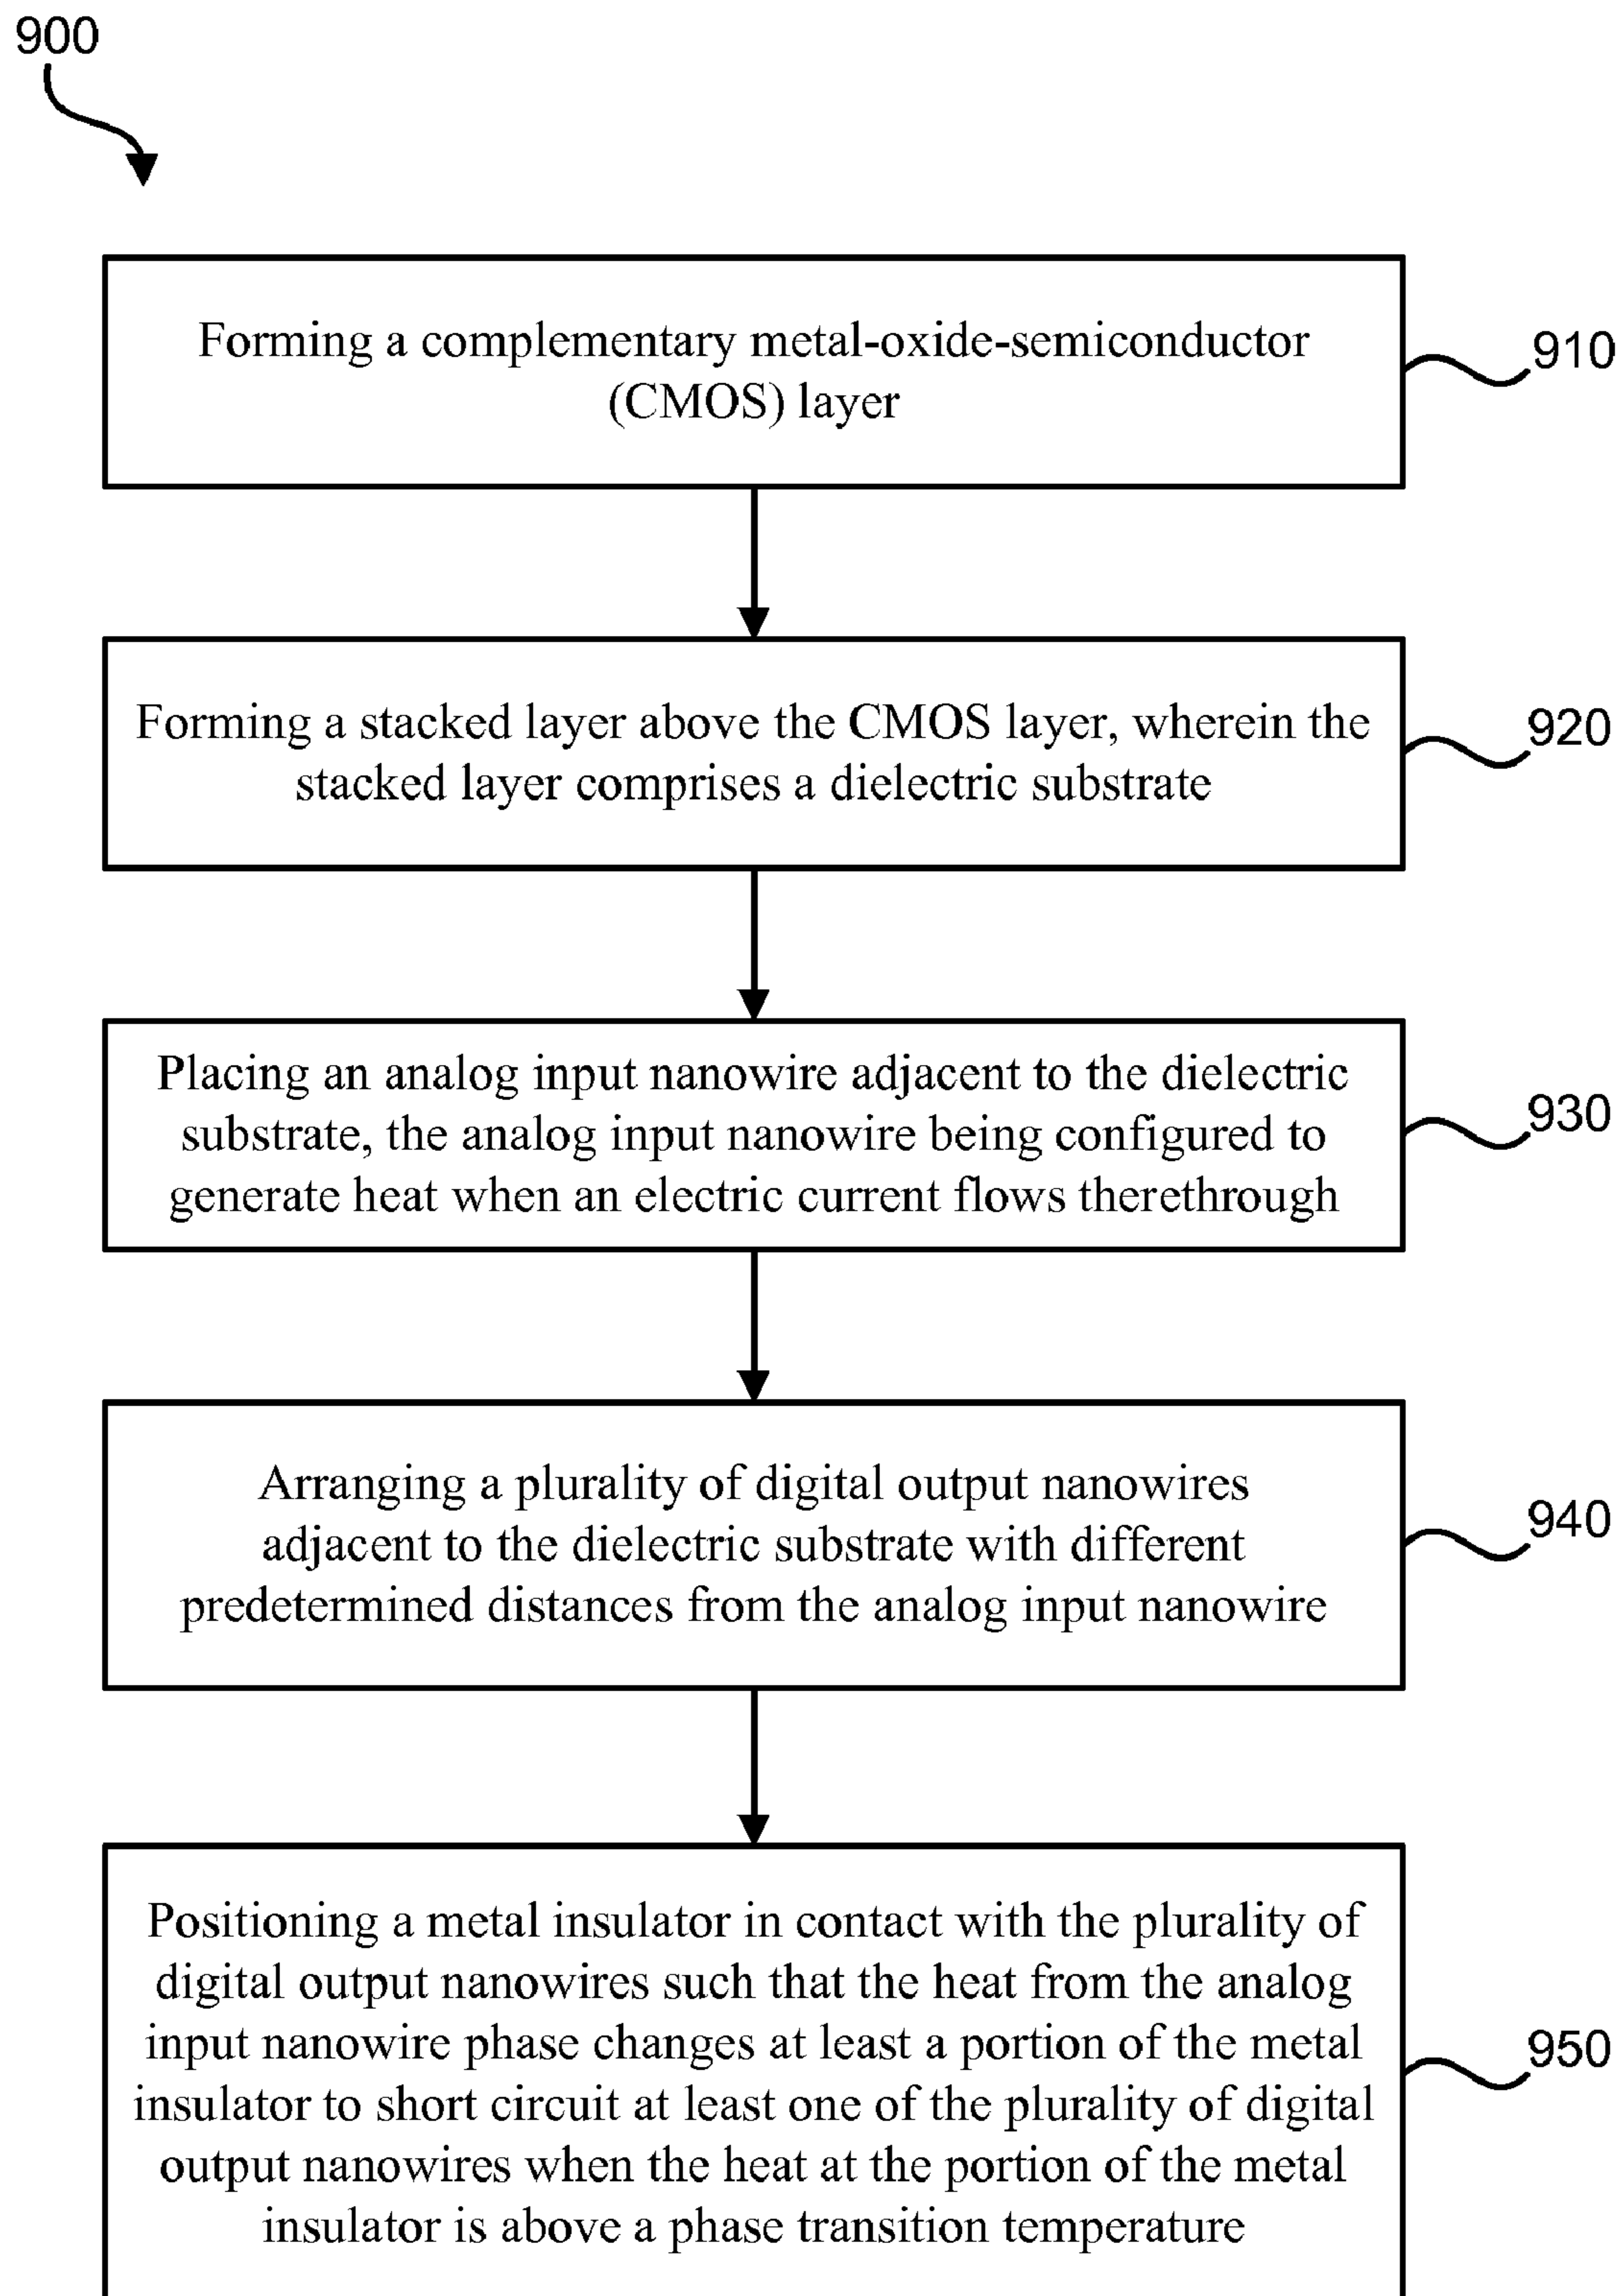 900
Forming a complementary metal-oxide-semiconductor
(CMOS) layer
910
Forming a stacked layer above the CMOS layer, wherein the
stacked layer comprises a dielectric substrate
920
Placing an analog input nanowire adjacent to the dielectric
substrate, the analog input nanowire being configured to
generate heat when an electric current flows therethrough
930
Arranging a plurality of digital output nanowires
adjacent to the dielectric substrate with different
predetermined distances from the analog input nanowire
940
Positioning a metal insulator in contact with the plurality of
digital output nanowires such that the heat from the analog
input nanowire phase changes at least a portion of the metal
insulator to short circuit at least one of the plurality of digital
output nanowires when the heat at the portion of the metal
insulator is above a phase transition temperature
950